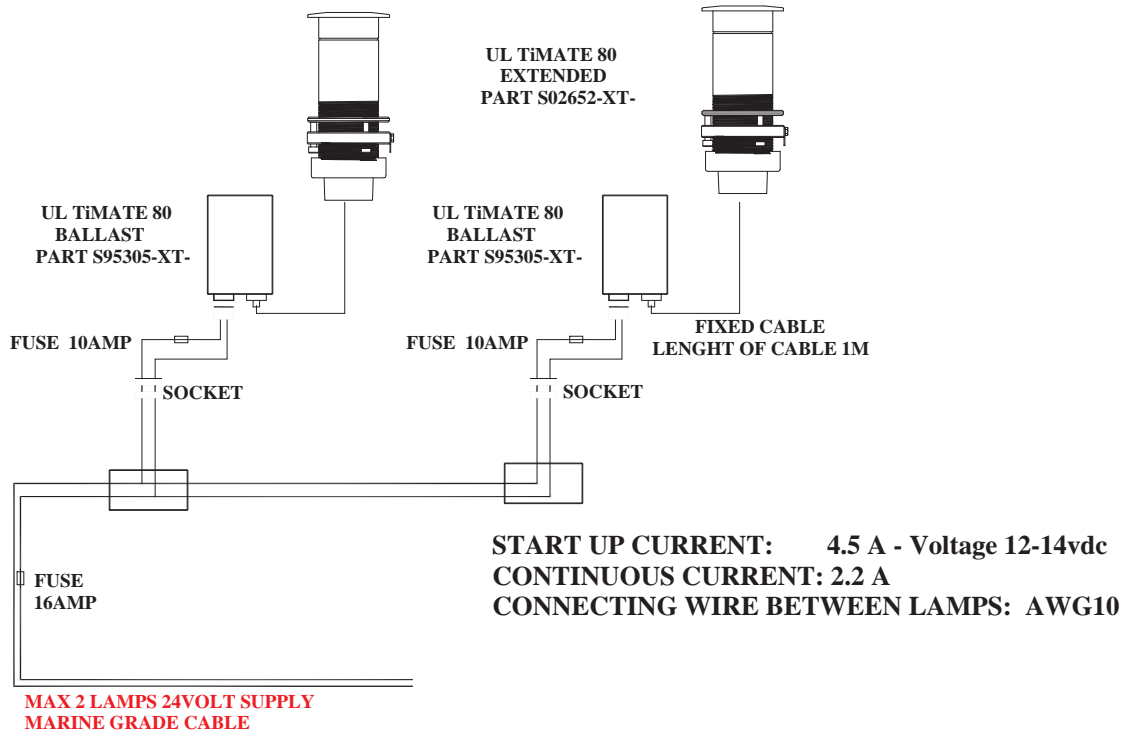 UL TiMATE 80
EXTENDED
PART S02652-XT-
UL TiMATE 80
BALLAST
PART S95305-XT-
UL TiMATE 80
BALLAST
PART S95305-XT-
FUSE 10AMP
FUSE 10AMP
FIXED CABLE
LENGHT OF CABLE 1M
SOCKET
SOCKET
START UP CURRENT: 4.5 A - Voltage 12-14vdc
CONTINUOUS CURRENT: 2.2 A
CONNECTING WIRE BETWEEN LAMPS: AWG10
FUSE
16AMP
MAX 2 LAMPS 24VOLT SUPPLY
MARINE GRADE CABLE